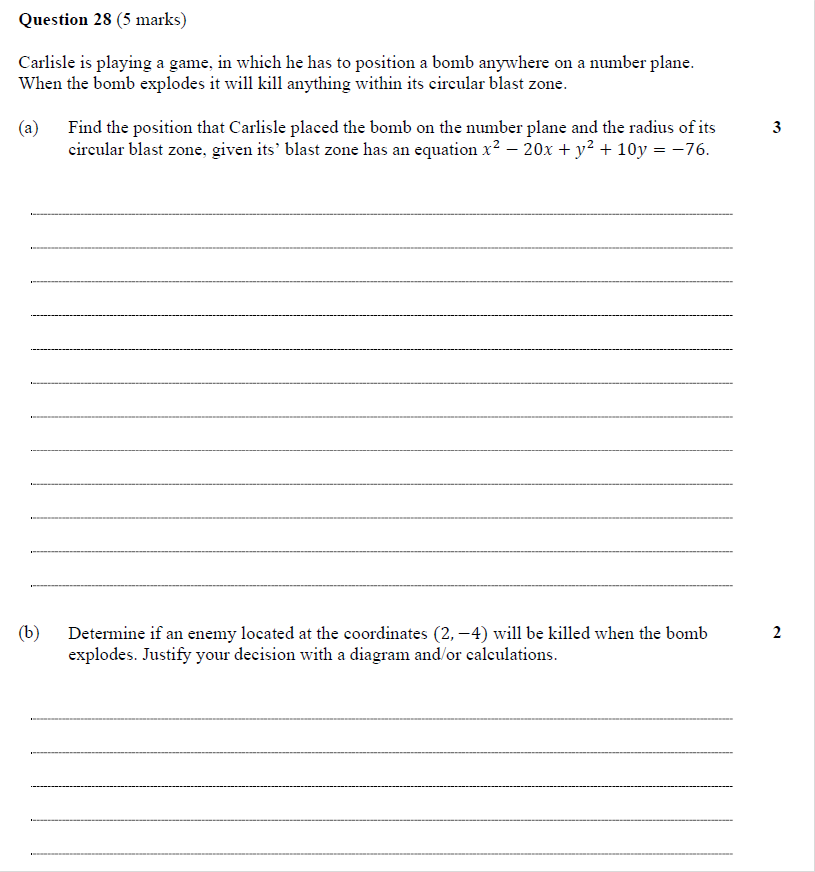 Question 28 (5 marks)
Carlisle is playing a game, in which he has to position a bomb anywhere on a number plane.
When the bomb explodes it will kill anything within its circular blast zone.
(a) Find the position that Carlisle placed the bomb on the number plane and the radius of its 3
circular blast zone, given its’ blast zone has an equation x² − 20x + y² + 10y = −76.
(b) Determine if an enemy located at the coordinates (2, −4) will be killed when the bomb 2
explodes. Justify your decision with a diagram and/or calculations.